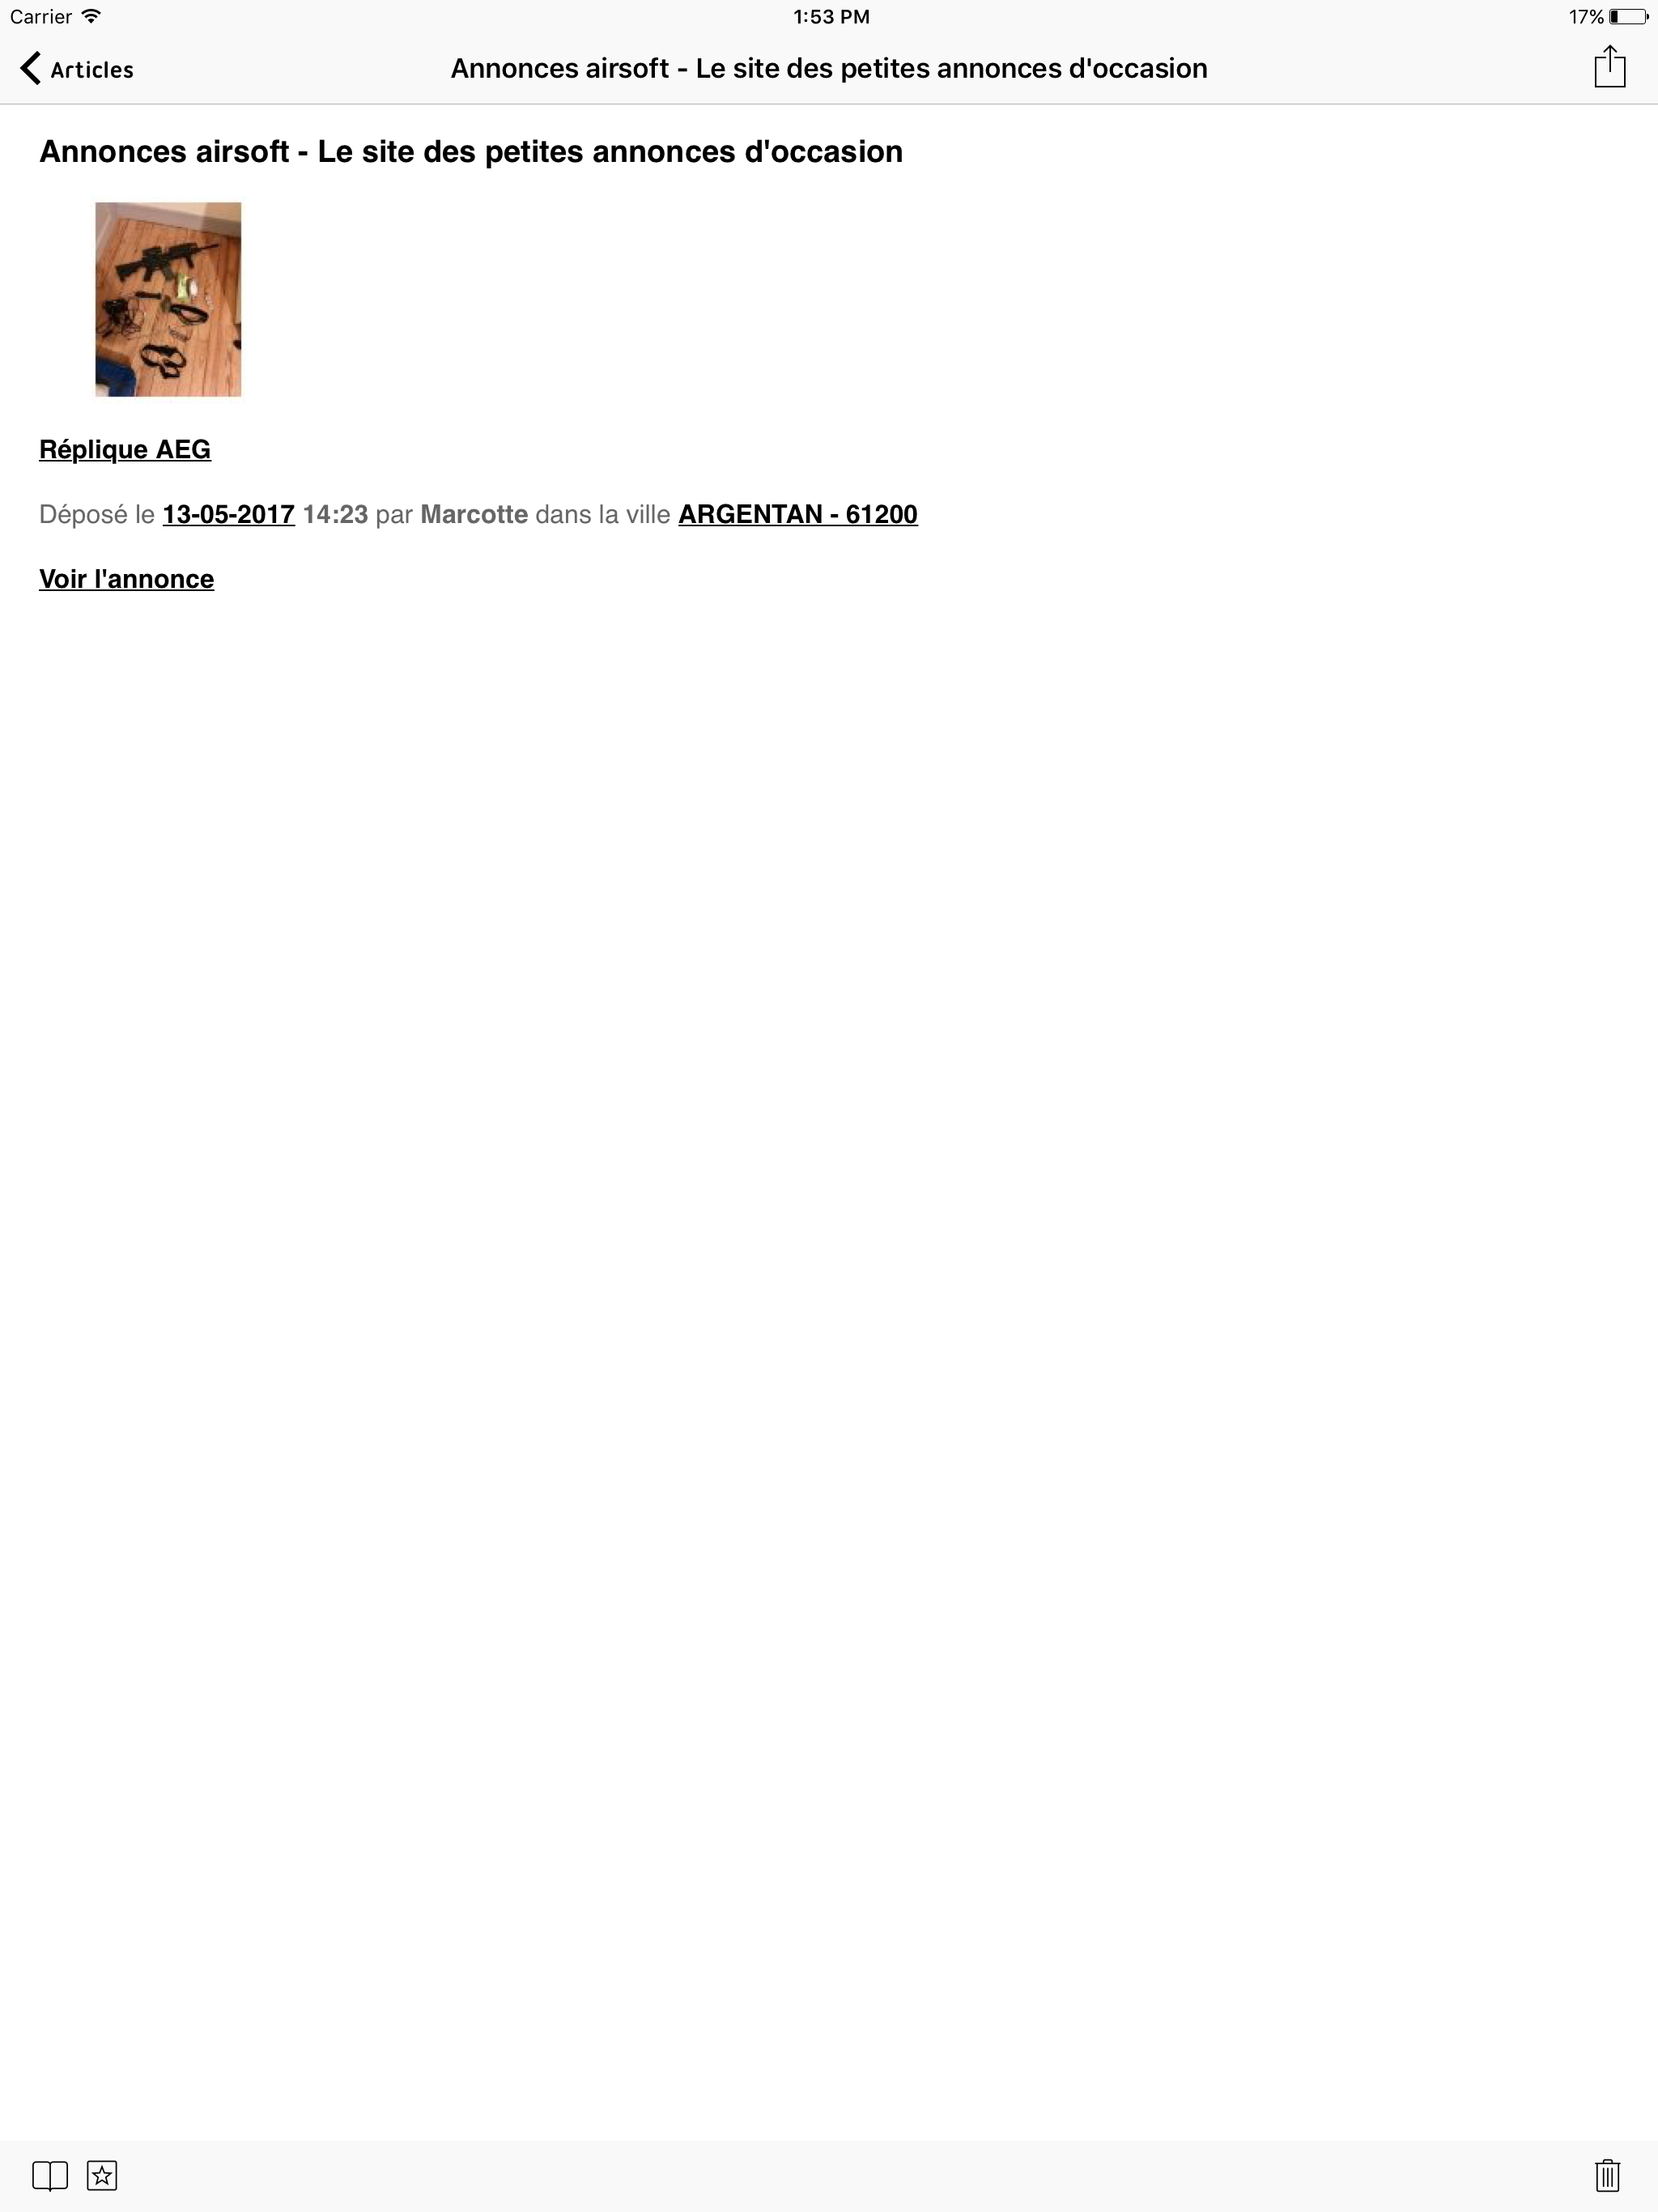 Carrier
1:53 PM
17%
Articles
Annonces airsoft - Le site des petites annonces d'occasion
Annonces airsoft - Le site des petites annonces d'occasion
Réplique AEG
Déposé le 13-05-2017 14:23 par Marcotte dans la ville ARGENTAN - 61200
Voir l'annonce